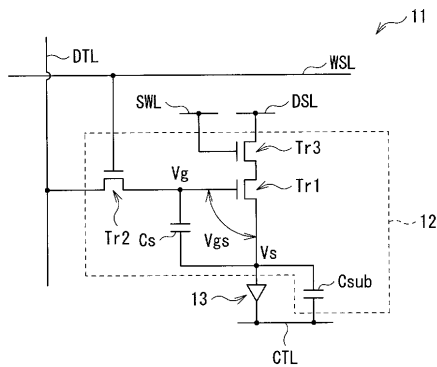 11
DTL
WSL
SWL
DSL
Tr3
Vg
Tr1
Tr2
Cs
Vgs
12
Vs
13
Csub
CTL